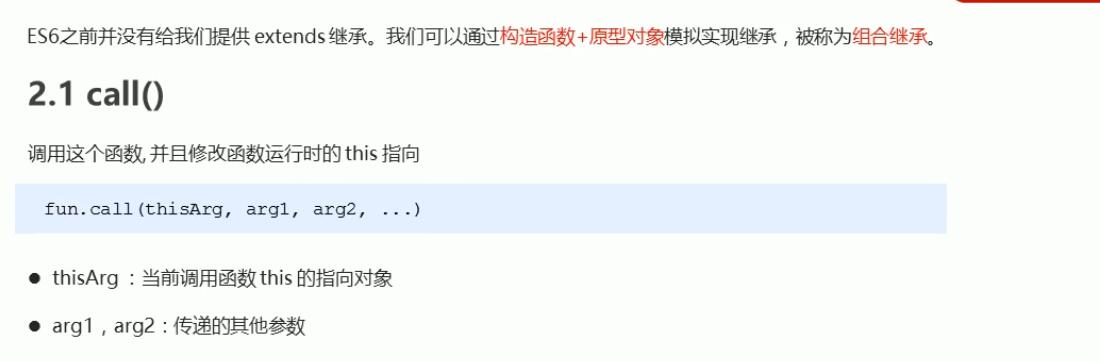 ES6之前并没有给我们提供 extends 继承。我们可以通过构造函数+原型对象模拟实现继承，被称为组合继承。
2.1 call()
调用这个函数, 并且修改函数运行时的 this 指向
fun.call(thisArg, arg1, arg2, ...)
● thisArg ：当前调用函数 this 的指向对象
● arg1，arg2：传递的其他参数